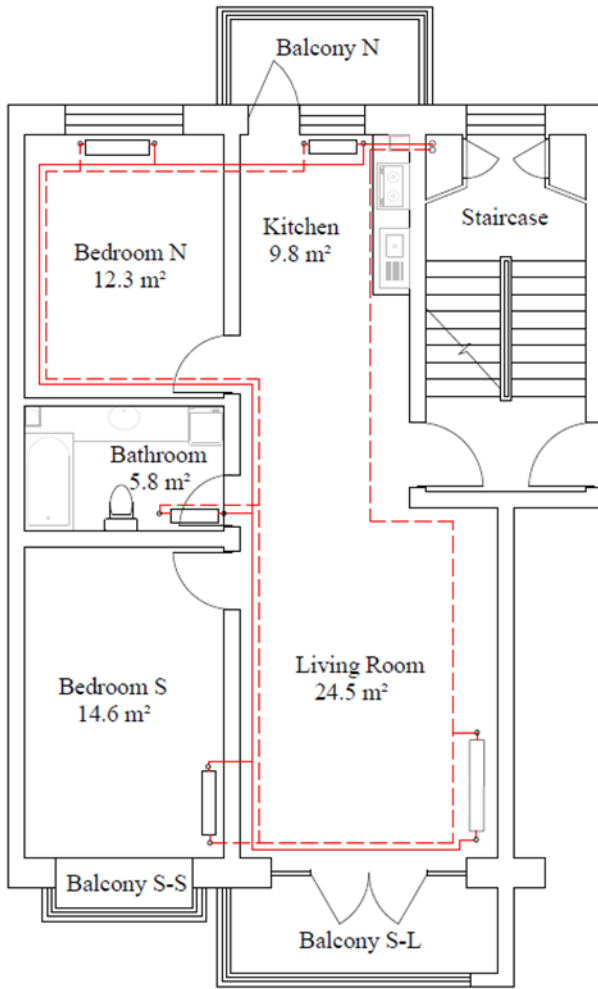 Balcony N
Staircase
Kitchen
9.8 m²
Bedroom N
12.3 m²
Bathroom
5.8 m²
Living Room
24.5 m²
Bedroom S
14.6 m²
Balcony S-S
Balcony S-L